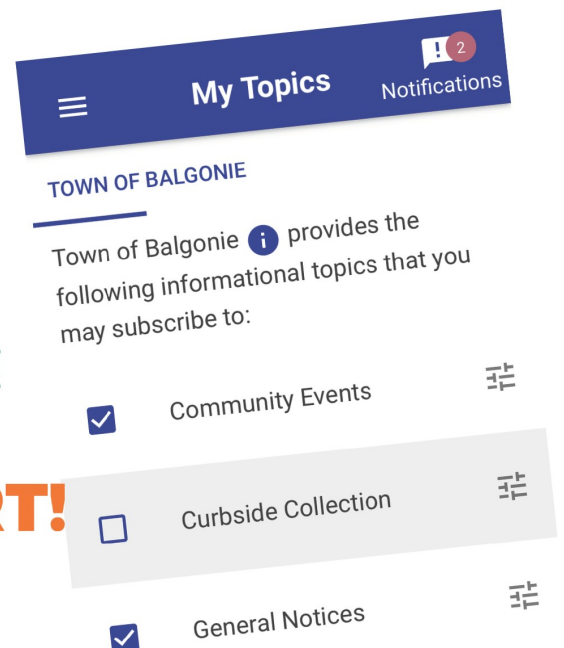 My Topics
! 2
Notifications
TOWN OF BALGONIE
Town of Balgonie i provides the
following informational topics that you
may subscribe to:
Community Events
RT!
Curbside Collection
General Notices